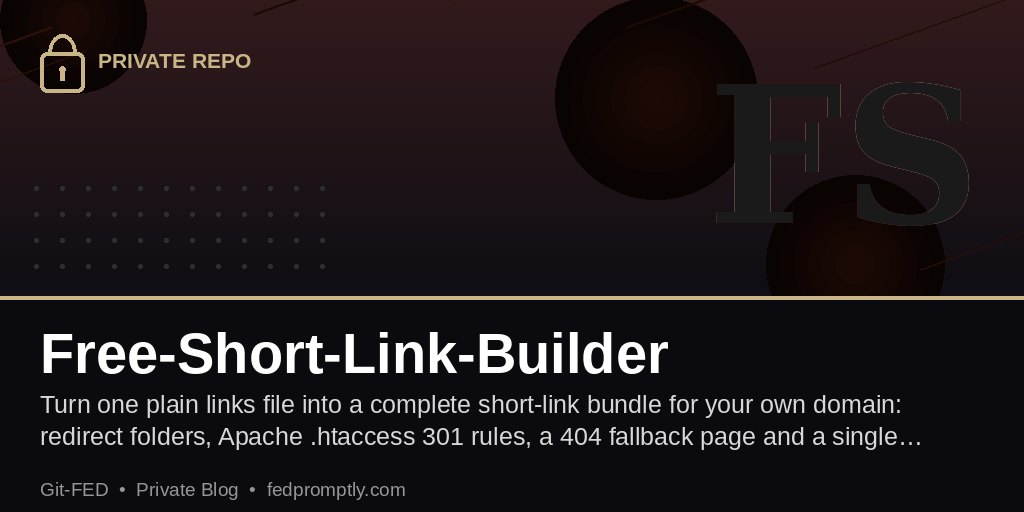 PRIVATE REPO
FS
Free-Short-Link-Builder
Turn one plain links file into a complete short-link bundle for your own domain:
redirect folders, Apache .htaccess 301 rules, a 404 fallback page and a single…
Git-FED • Private Blog • fedpromptly.com